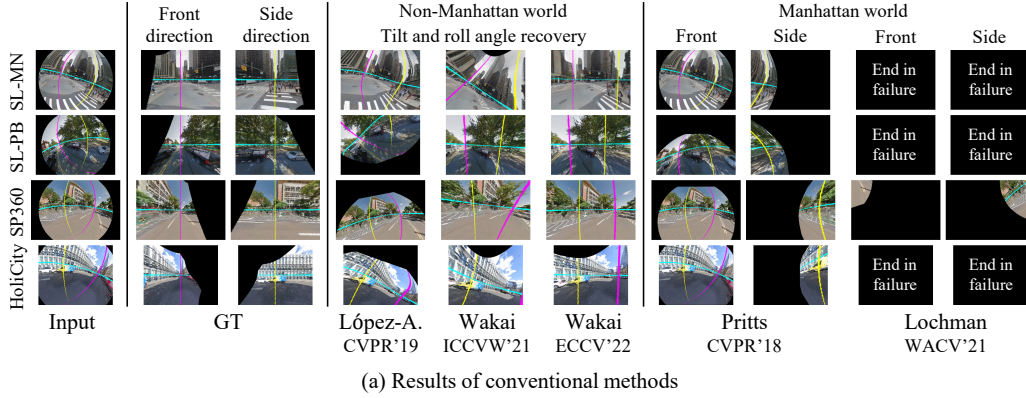 Non-Manhattan world
Manhattan world
Front direction
Side direction
Tilt and roll angle recovery
Front
Side
Front
Side
SL-MN
End in failure
End in failure
SL-PB
End in failure
End in failure
SP360
HoliCity
End in failure
End in failure
Input
GT
López-A.
CVPR'19
Wakai
ICCVW'21
Wakai
ECCV'22
Pritts
CVPR'18
Lochman
WACV'21
(a) Results of conventional methods